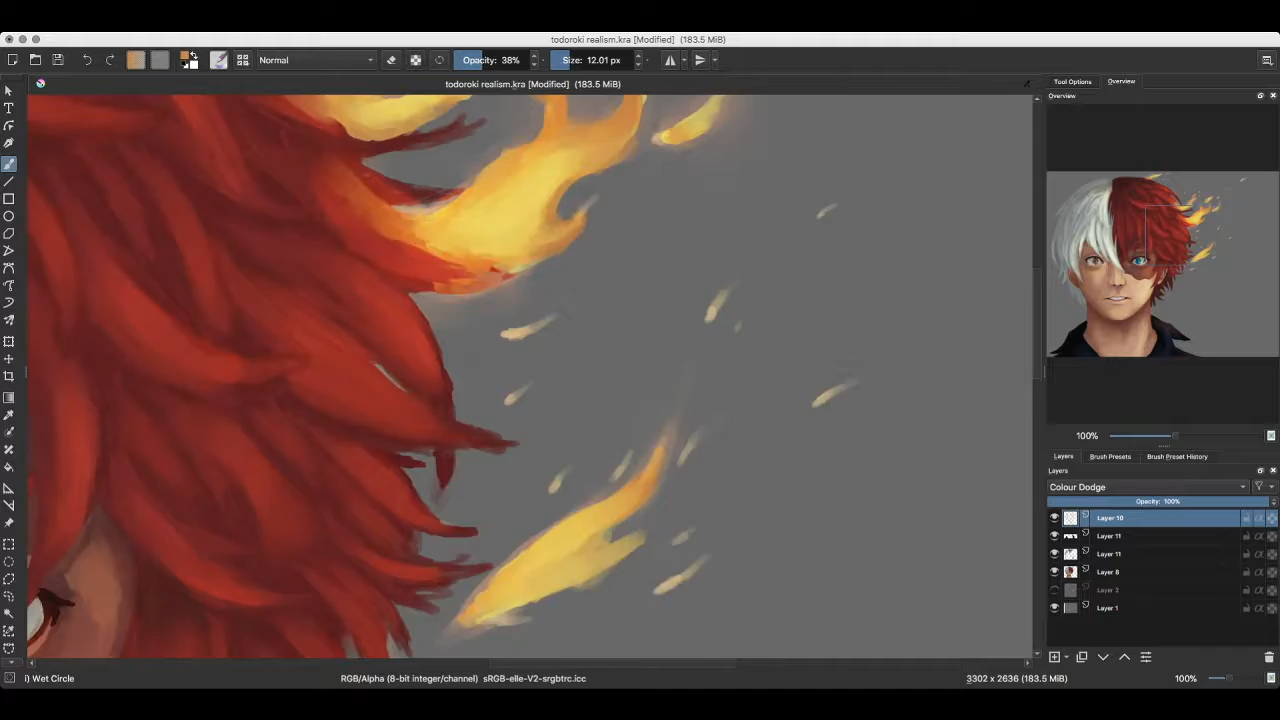 todoroki realism.kra [Modified] (183.5 MiB)
Normal
Opacity: 38%
Size: 12.01 px
todoroki realism.kra [Modified] (183.5 MiB)
Tool Options
Overview
Overview
100%
Layers
Brush Presets
Brush Preset History
Layers
Colour Dodge
Opacity: 100%
Layer 10
Layer 11
Layer 11
Layer 8
Layer 2
Layer 1
i) Wet Circle
RGB/Alpha (8-bit integer/channel) sRGB-elle-V2-srgbtrc.icc
3302 x 2636 (183.5 MiB)
100%